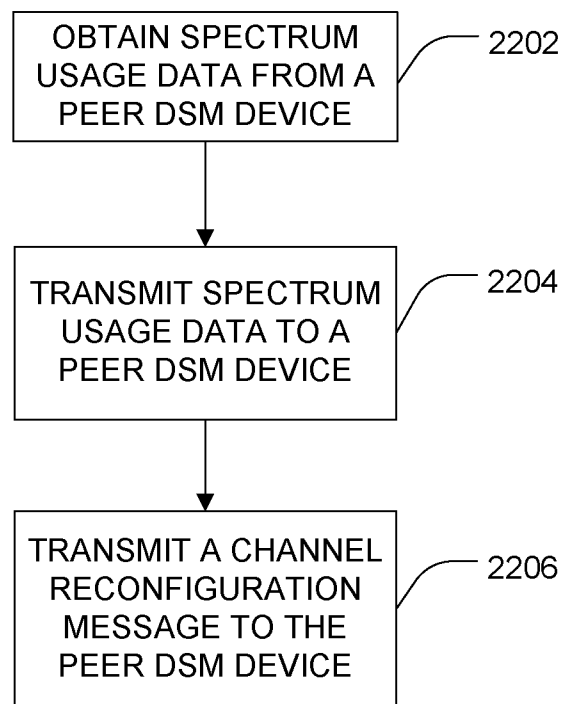 OBTAIN SPECTRUM
USAGE DATA FROM A
PEER DSM DEVICE
2202
TRANSMIT SPECTRUM
USAGE DATA TO A
PEER DSM DEVICE
2204
TRANSMIT A CHANNEL
RECONFIGURATION
MESSAGE TO THE
PEER DSM DEVICE
2206